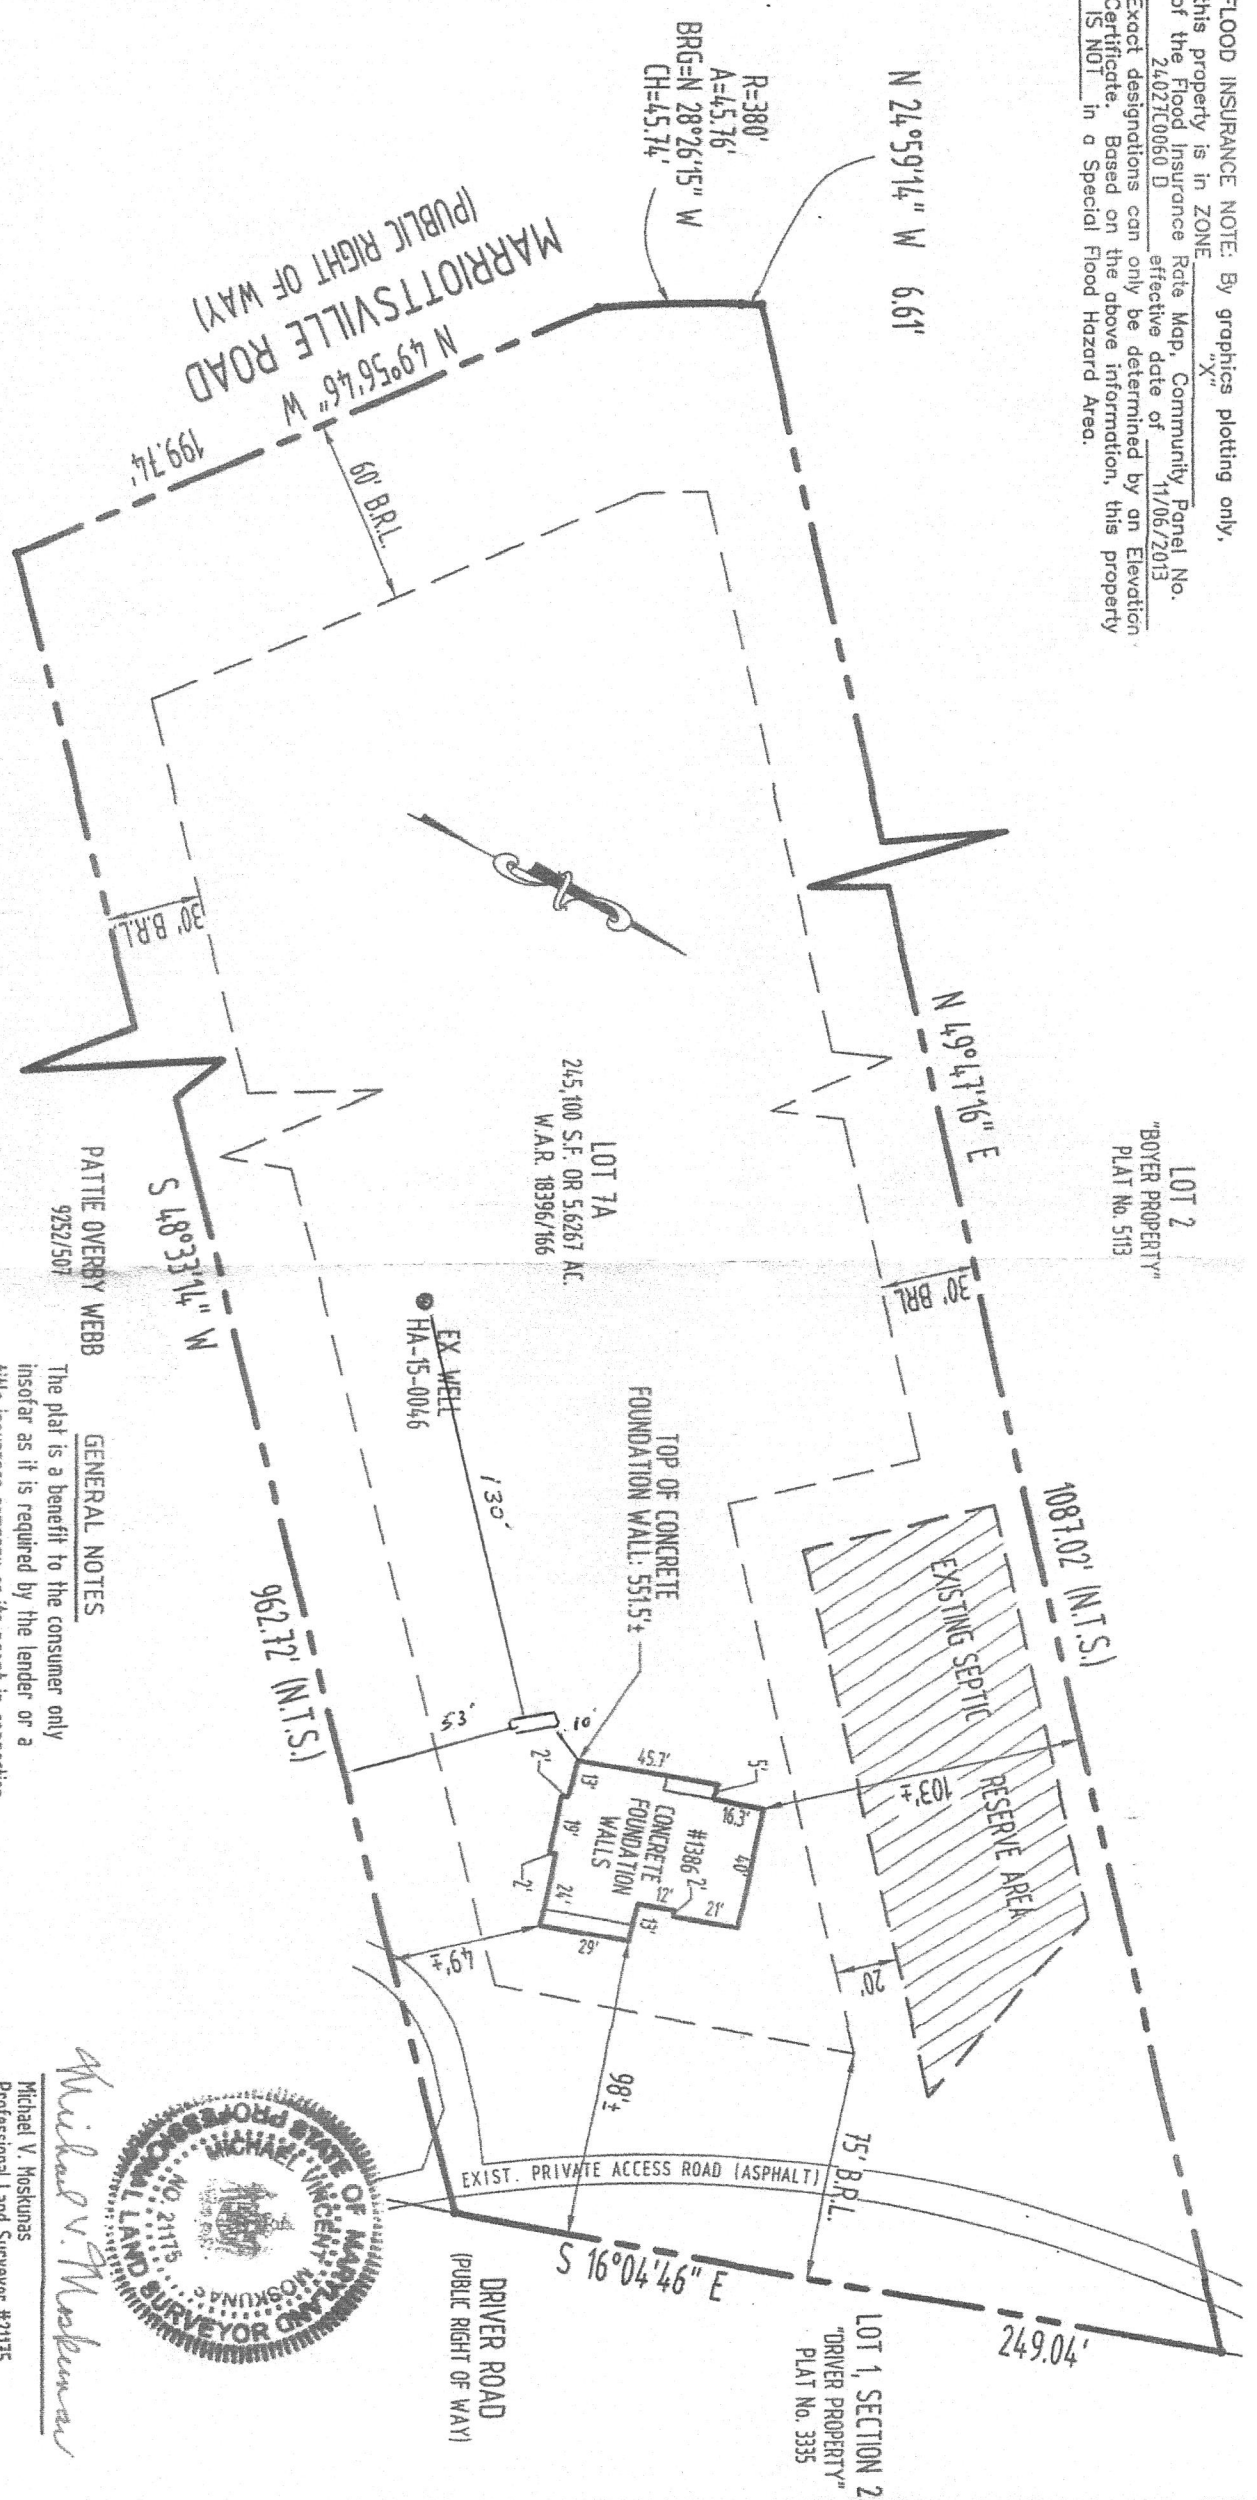 FLOOD INSURANCE NOTE: By graphics plotting only,
this property is in ZONE "X"
of the Flood Insurance Rate Map, Community Panel No.
24027C0060 D effective date of 11/06/2013
Exact designations can only be determined by an Elevation
Certificate. Based on the above information, this property
IS NOT in a Special Flood Hazard Area.
N 24°59'14" W 6.61'
R=380'
A=45.76'
BRG=N 28°26'15" W
CH=45.74'
MARRIOTTSVILLE ROAD
(PUBLIC RIGHT OF WAY)
N 49°56'46" W
199.74'
60' B.R.L.
30' B.R.L.
LOT 2
"BOYER PROPERTY"
PLAT No. 5113
N 49°47'16" E
1087.02' (N.T.S.)
30' BRL
LOT 7A
245,100 S.F. OR 5.6267 AC.
W.A.R. 18396/166
EX. WELL
HA-15-0046
130'
TOP OF CONCRETE
FOUNDATION WALL: 551.5'±
EXISTING SEPTIC
RESERVE AREA
103'±
20'
53'
10'
45.7'
5'
16.3'
40'
21'
2'
12'
13'
29'
24'
2'
19'
2'
13'
#1386
CONCRETE
FOUNDATION
WALLS
49'±
98'±
75' B.R.L.
EXIST. PRIVATE ACCESS ROAD (ASPHALT)
S 16°04'46" E
249.04'
LOT 1, SECTION 2
"DRIVER PROPERTY"
PLAT No. 3335
DRIVER ROAD
(PUBLIC RIGHT OF WAY)
S 48°33'14" W
962.72' (N.T.S.)
PATTIE OVERBY WEBB
9252/507
GENERAL NOTES
The plat is a benefit to the consumer only
insofar as it is required by the lender or a
STATE OF MARYLAND
MICHAEL VINCENT MOSKUNAS
NO. 21175
PROFESSIONAL LAND SURVEYOR
Michael V. Moskunas
Michael V. Moskunas
Professional Land Surveyor #21175